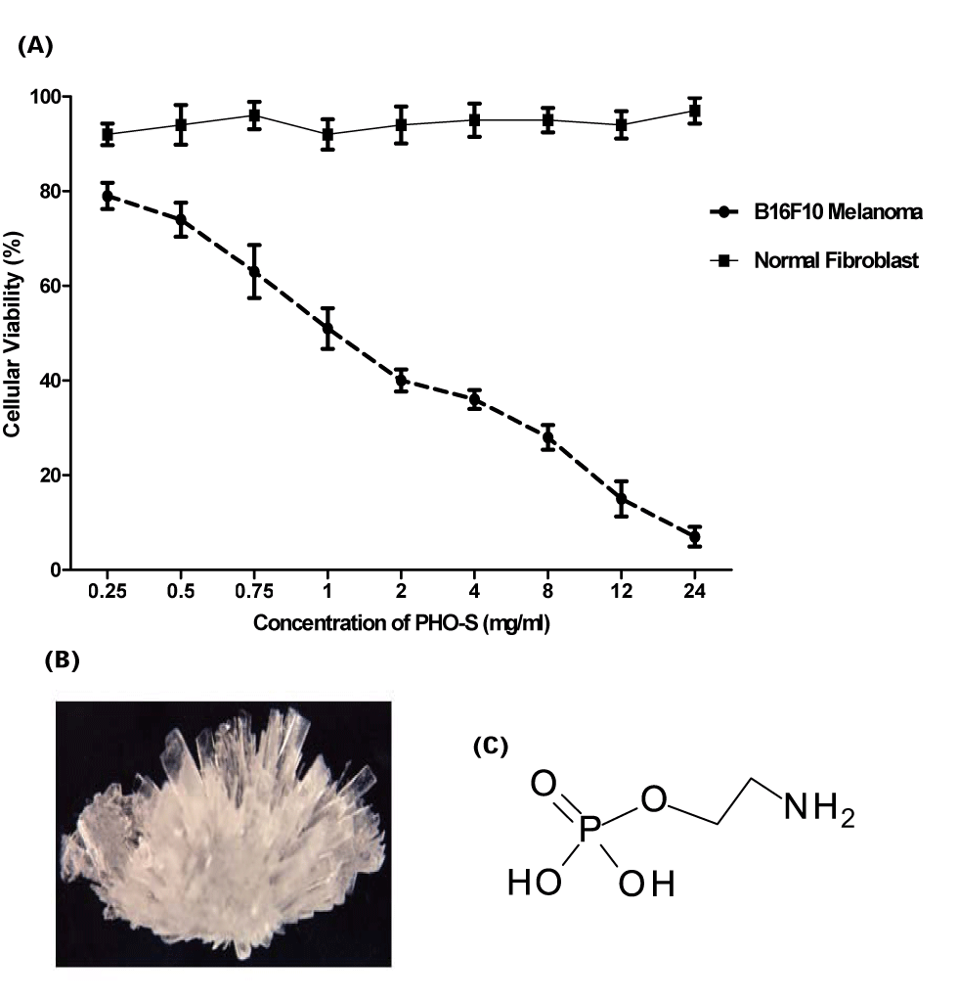 (A)
100
80
60
40
20
0
Cellular Viability (%)
0.25 0.5 0.75 1 2 4 8 12 24
Concentration of PHO-S (mg/ml)
B16F10 Melanoma
Normal Fibroblast
(B)
(C)
O
O
P
NH2
HO OH